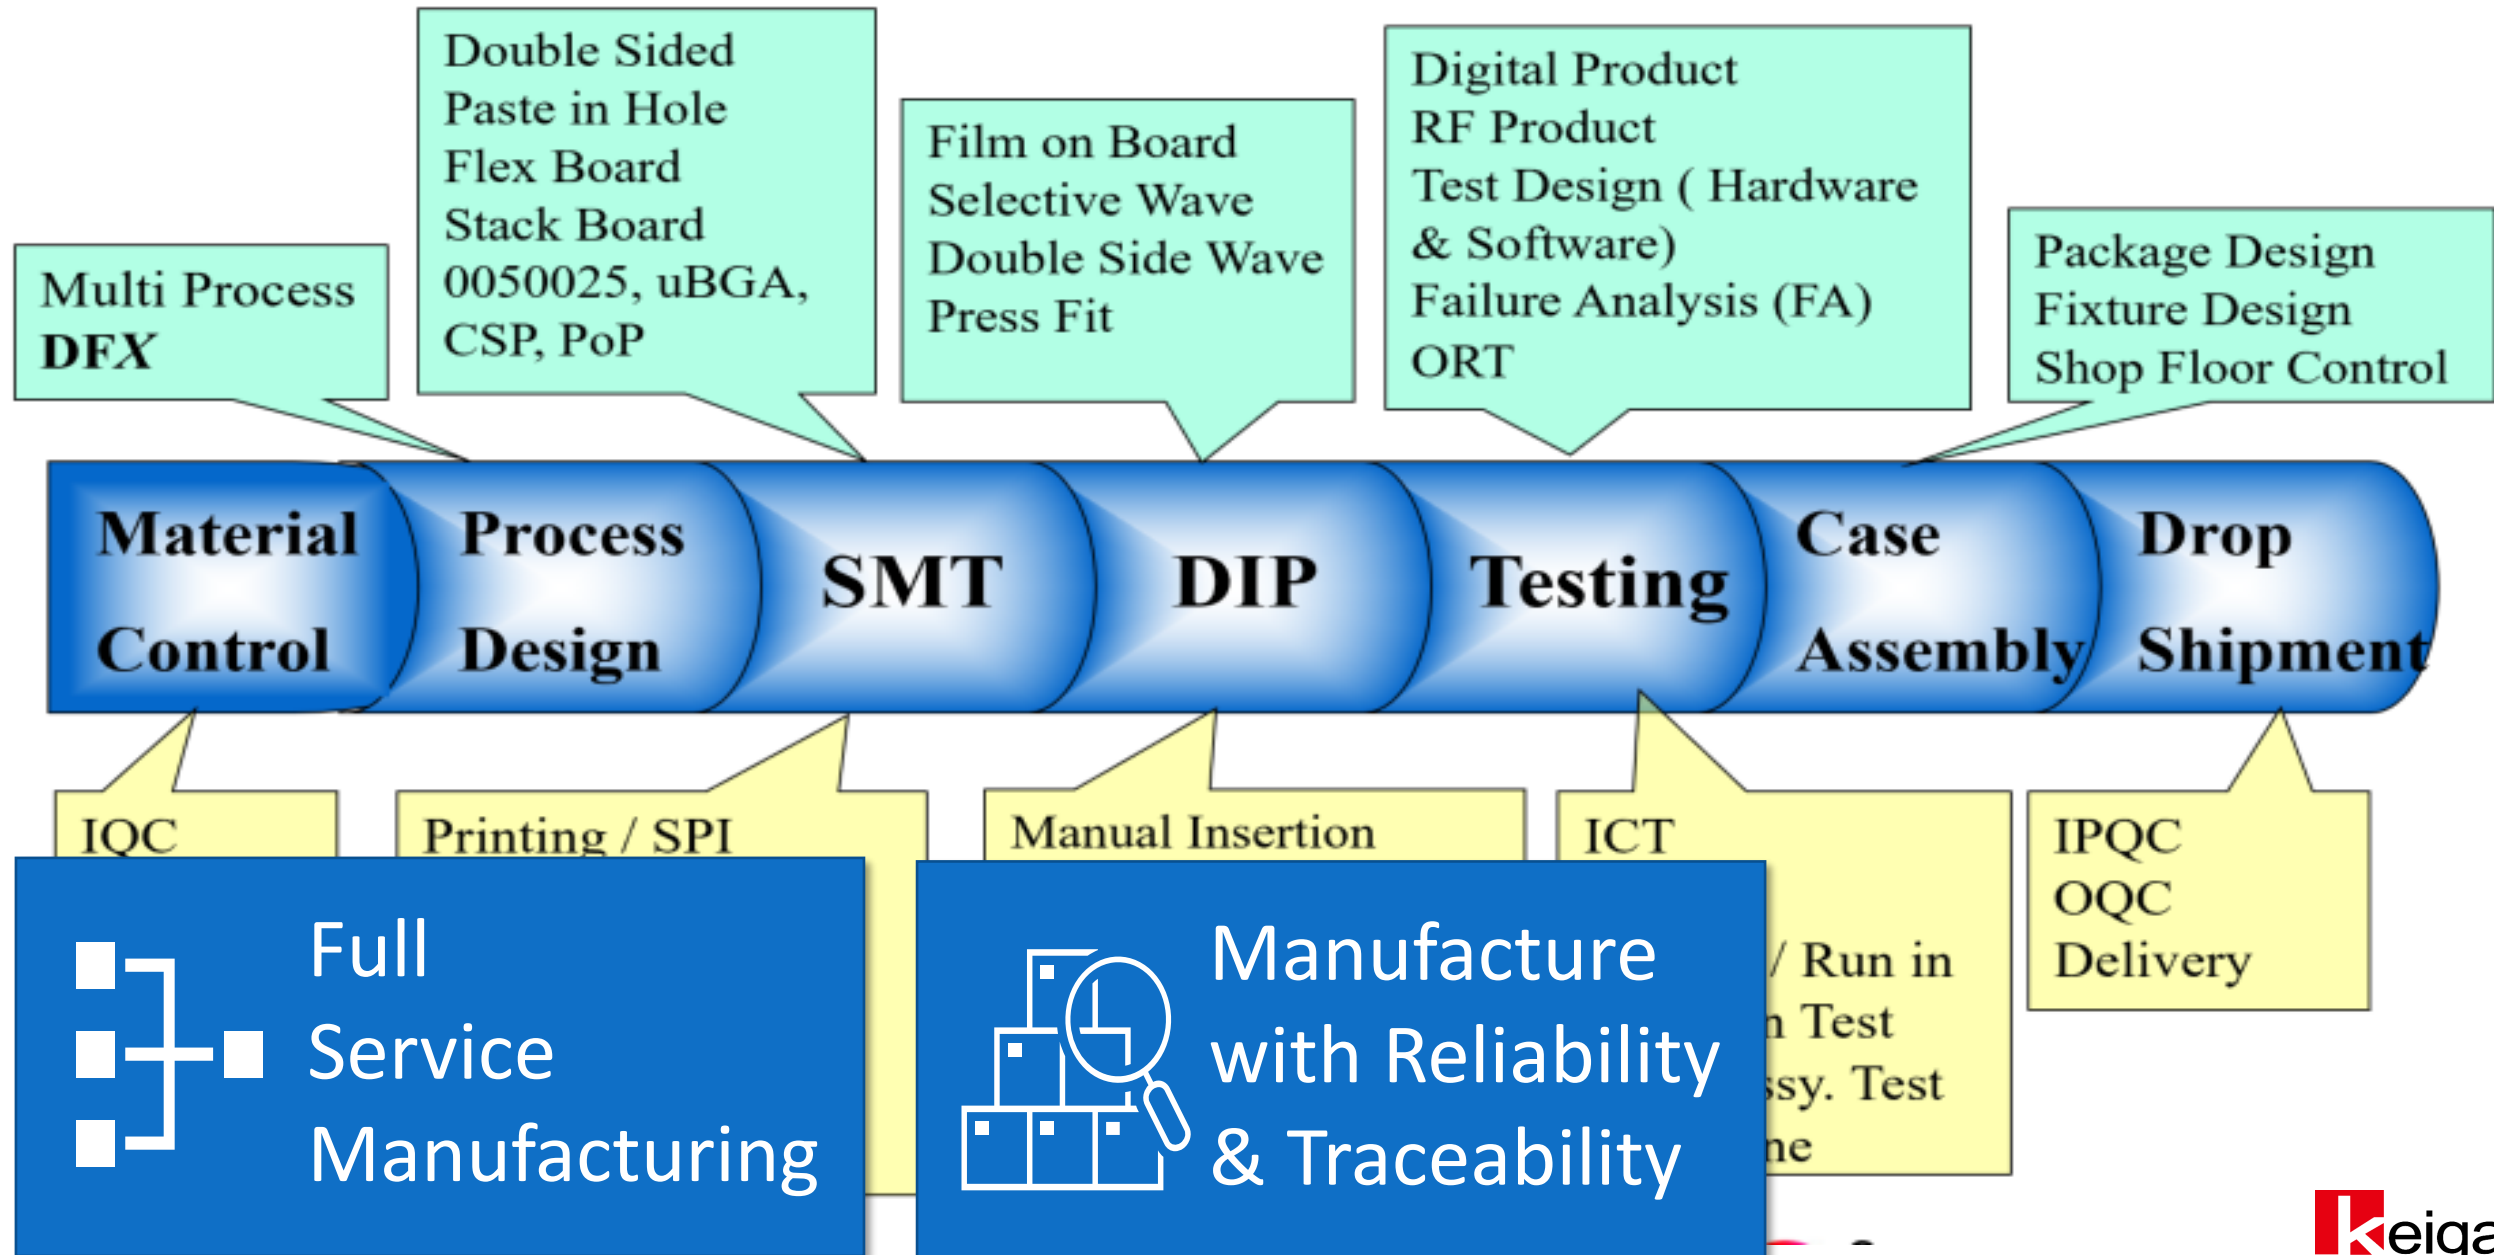 Double Sided
Paste in Hole
Flex Board
Stack Board
0050025, uBGA,
CSP, PoP
Digital Product
RF Product
Test Design ( Hardware
& Software)
Failure Analysis (FA)
ORT
Film on Board
Selective Wave
Double Side Wave
Press Fit
Package Design
Fixture Design
Shop Floor Control
Multi Process
DFX
Material
Control
Process
Design
SMT
DIP
Testing
Case
Assembly
Drop
Shipment
IQC
Printing / SPI
Manual Insertion
ICT
/ Run in
Test
Test
IPQC
OQC
Delivery
Full
Service
Manufacturing
Manufacture
with Reliability
& Traceability